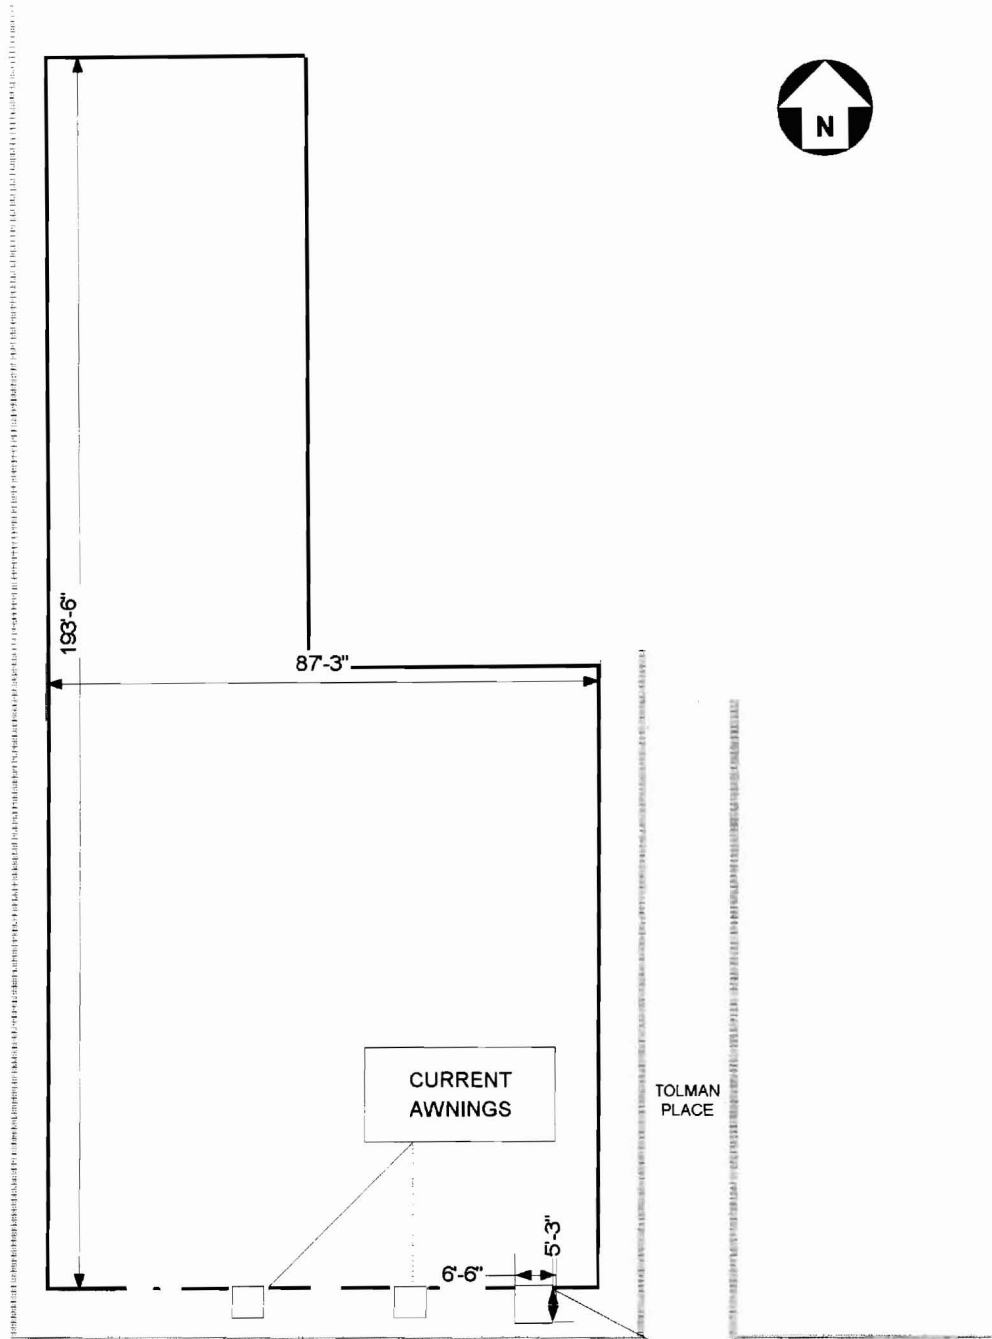 N
193'-6"
87'-3"
CURRENT
AWNINGS
TOLMAN
PLACE
6'-6"
5'-3"